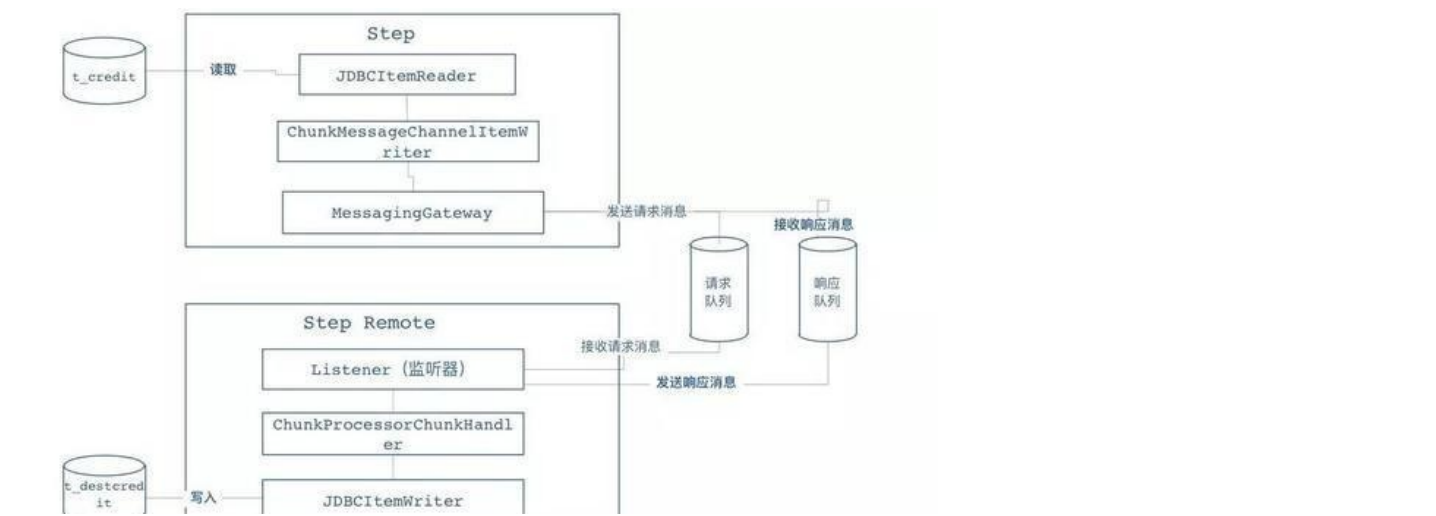 Step
t_credit
读取
JDBCItemReader
ChunkMessageChannelItemW
riter
MessagingGateway
发送请求消息
接收响应消息
请求
队列
响应
队列
Step Remote
接收请求消息
Listener（监听器）
发送响应消息
ChunkProcessorChunkHandl
er
t_destcred
it
写入
JDBCItemWriter